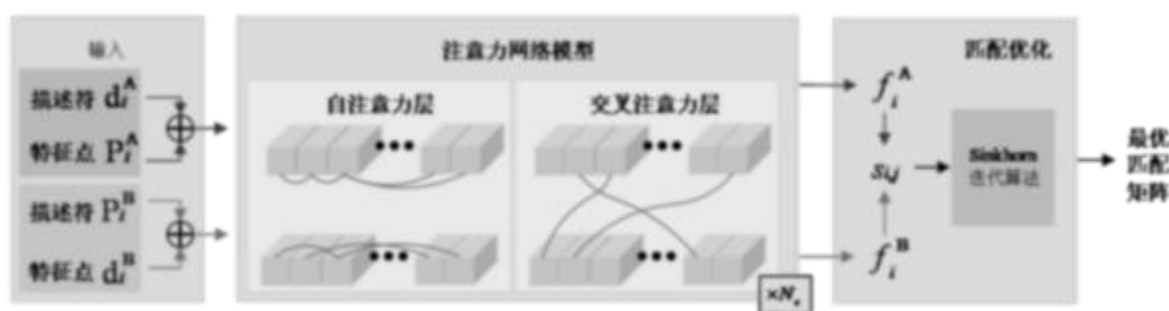 输入
描述符 d_i^A
特征点 P_i^A
描述符 P_i^B
特征点 d_i^B
注意力网络模型
自注意力层
交叉注意力层
×N_e
匹配优化
f_i^A
s_i,j
f_i^B
Sinkhorn
迭代算法
最优
匹配
矩阵